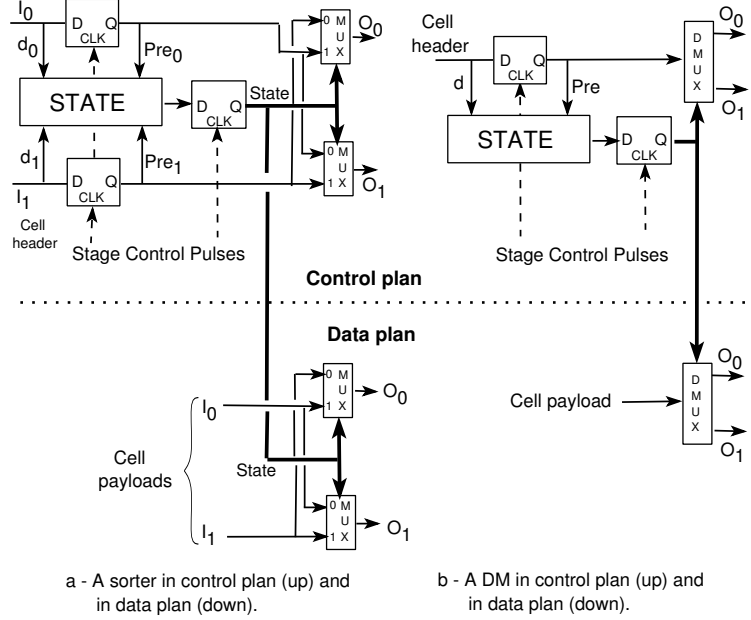 I0
D Q
CLK
d0
Pre0
0 M
U
1 X
O0
STATE
State
D Q
CLK
d1
Pre1
0 M
U
1 X
O1
I1
D Q
CLK
Cell
header
Stage Control Pulses
Cell
header
D Q
CLK
d
Pre
D
M
U
X
O0
O1
STATE
D Q
CLK
Stage Control Pulses
Control plan
Data plan
Cell
payloads
I0
I1
State
0 M
U
1 X
O0
0 M
U
1 X
O1
Cell payload
D
M
U
X
O0
O1
a - A sorter in control plan (up) and
in data plan (down).
b - A DM in control plan (up) and
in data plan (down).